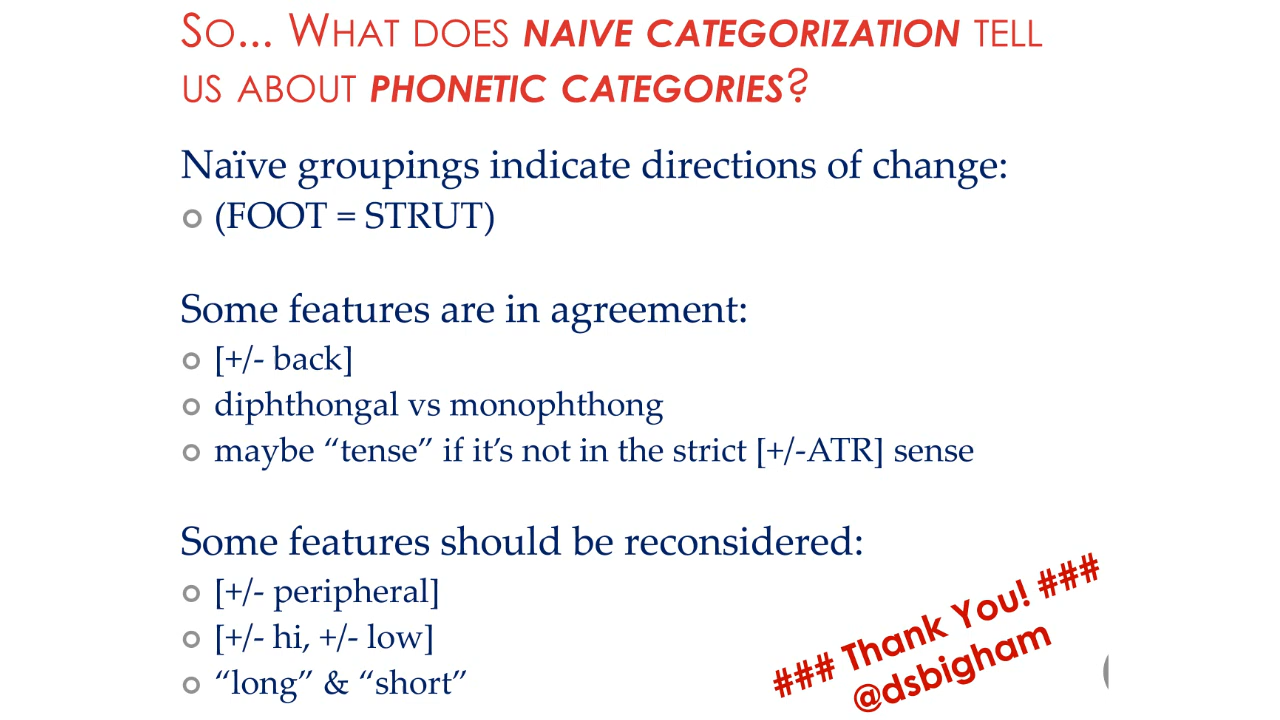 So... What does NAIVE CATEGORIZATION tell
us about PHONETIC CATEGORIES?
Naïve groupings indicate directions of change:
(FOOT = STRUT)
Some features are in agreement:
[+/- back]
diphthongal vs monophthong
maybe “tense” if it’s not in the strict [+/-ATR] sense
Some features should be reconsidered:
[+/- peripheral]
[+/- hi, +/- low]
“long” & “short”
### Thank You! ###
@dsbigham